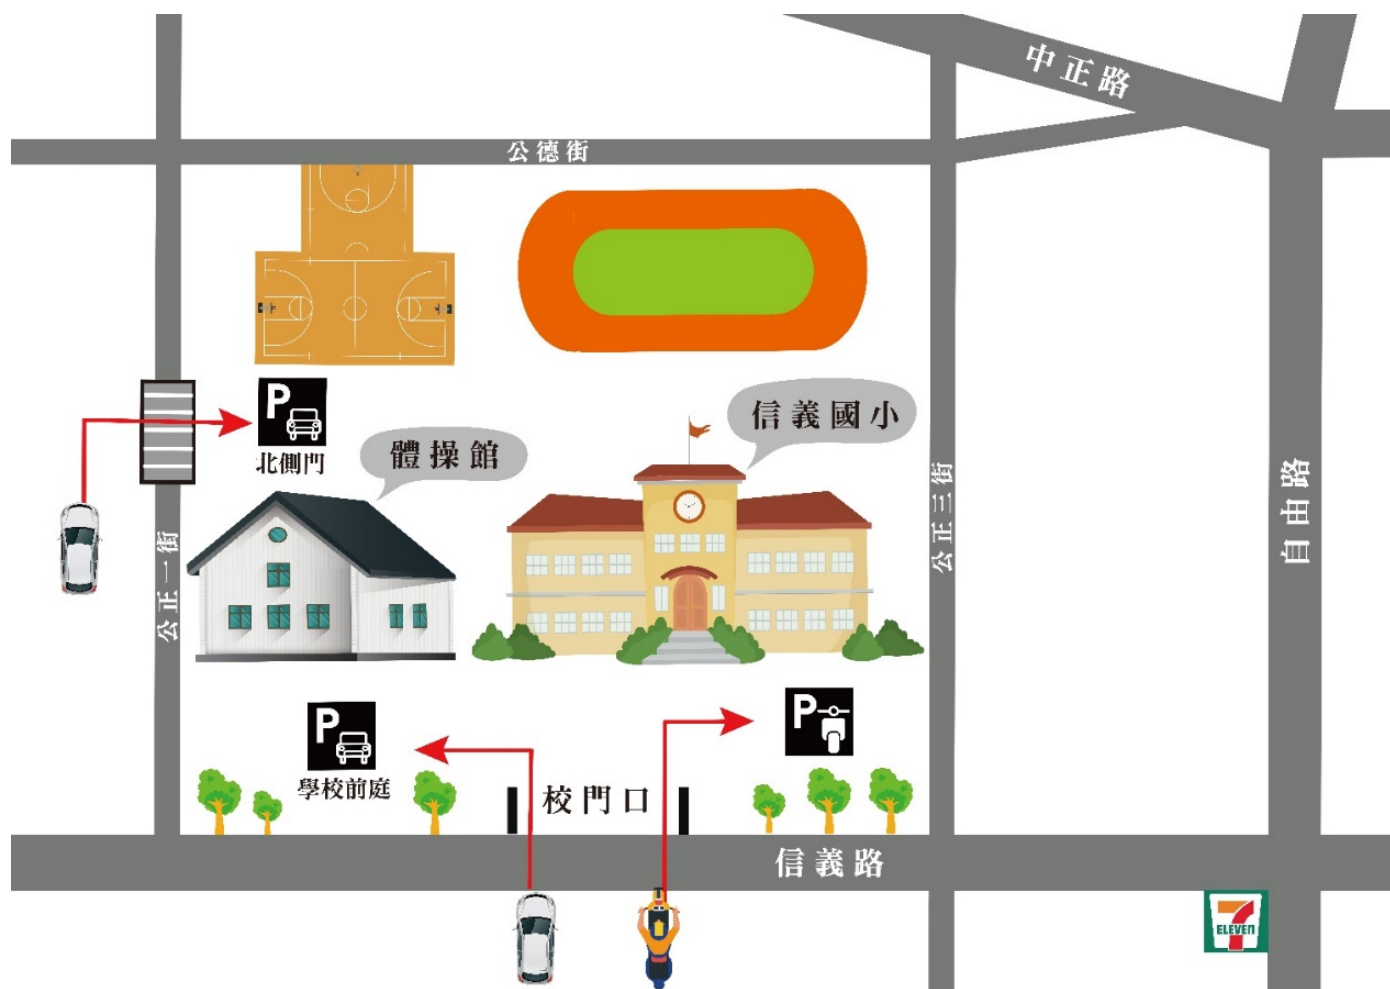 中正路
公德街
信義國小
P
北側門
體操館
公正一街
公正三街
自由路
P
學校前庭
P
校門口
信義路
7
ELEVEn